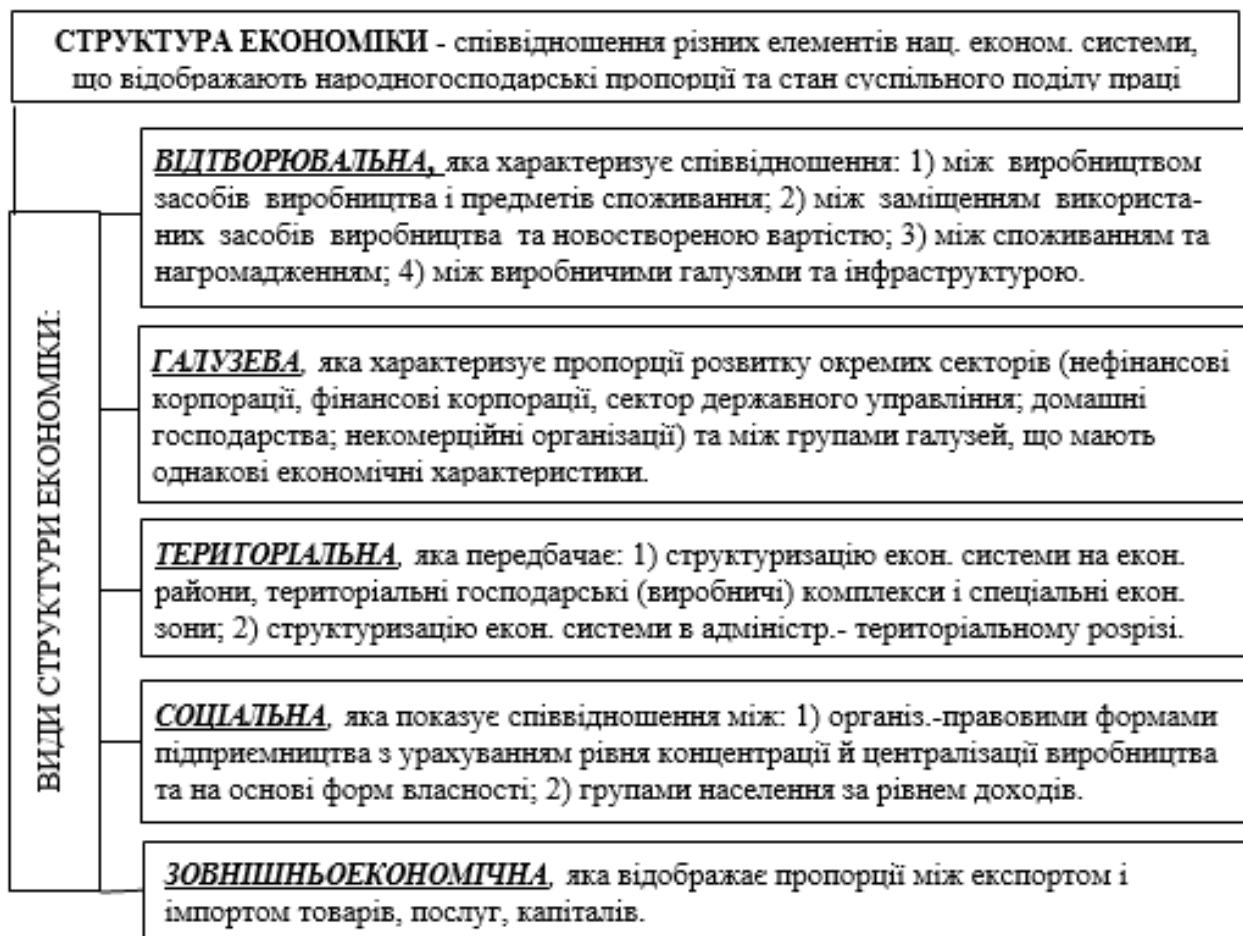 СТРУКТУРА ЕКОНОМІКИ - співвідношення різних елементів нац. економ. системи,
що відображають народногосподарські пропорції та стан суспільного поділу праці
ВИДИ СТРУКТУРИ ЕКОНОМІКИ:
ВІДТВОРЮВАЛЬНА, яка характеризує співвідношення: 1) між виробництвом
засобів виробництва і предметів споживання; 2) між заміщенням використа-
них засобів виробництва та новоствореною вартістю; 3) між споживанням та
нагромадженням; 4) між виробничими галузями та інфраструктурою.
ГАЛУЗЕВА, яка характеризує пропорції розвитку окремих секторів (нефінансові
корпорації, фінансові корпорації, сектор державного управління; домашні
господарства; некомерційні організації) та між групами галузей, що мають
однакові економічні характеристики.
ТЕРИТОРІАЛЬНА, яка передбачає: 1) структуризацію екон. системи на екон.
райони, територіальні господарські (виробничі) комплекси і спеціальні екон.
зони; 2) структуризацію екон. системи в адміністр.- територіальному розрізі.
СОЦІАЛЬНА, яка показує співвідношення між: 1) організ.-правовими формами
підприємництва з урахуванням рівня концентрації й централізації виробництва
та на основі форм власності; 2) групами населення за рівнем доходів.
ЗОВНІШНЬОЕКОНОМІЧНА, яка відображає пропорції між експортом і
імпортом товарів, послуг, капіталів.